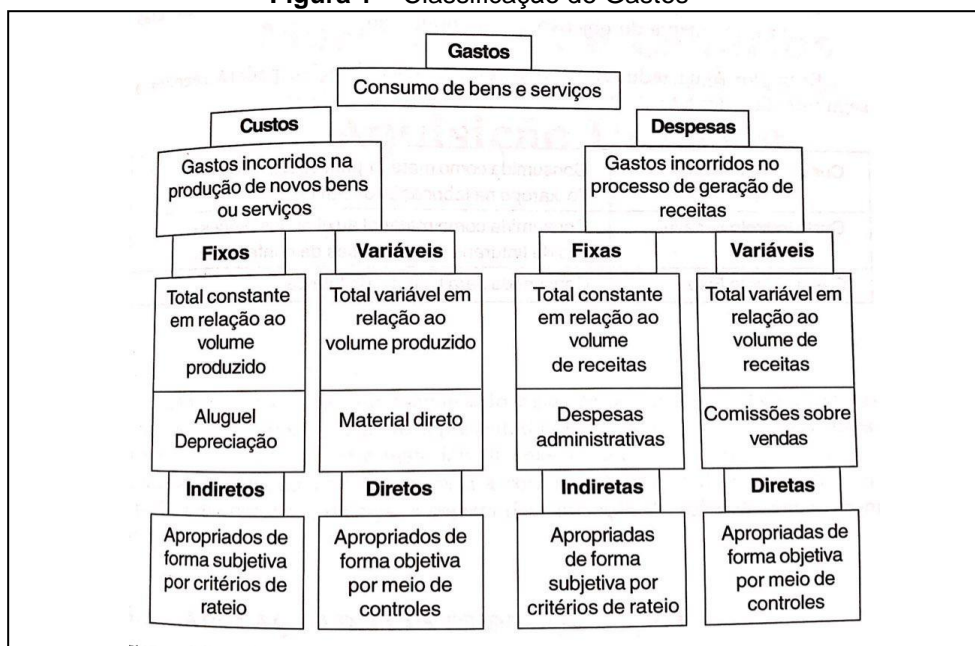 Figura 1 – Classificação de Gastos
Gastos
Consumo de bens e serviços
Custos
Gastos incorridos na
produção de novos bens
ou serviços
Despesas
Gastos incorridos no
processo de geração de
receitas
Fixos
Total constante
em relação ao
volume
produzido
Aluguel
Depreciação
Indiretos
Apropriados de
forma subjetiva
por critérios de
rateio
Variáveis
Total variável em
relação ao
volume produzido
Material direto
Diretos
Apropriados de
forma objetiva
por meio de
controles
Fixas
Total constante
em relação ao
volume
de receitas
Despesas
administrativas
Indiretas
Apropriadas
de forma
subjetiva por
critérios de rateio
Variáveis
Total variável em
relação ao
volume de
receitas
Comissões sobre
vendas
Diretas
Apropriadas de
forma objetiva
por meio de
controles